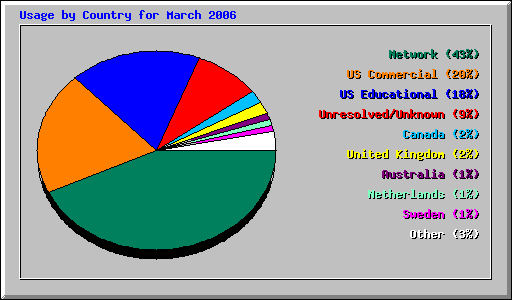 Usage by Country for March 2006
Network (43%)
US Commercial (20%)
US Educational (18%)
Unresolved/Unknown (9%)
Canada (2%)
United Kingdom (2%)
Australia (1%)
Netherlands (1%)
Sweden (1%)
Other (3%)